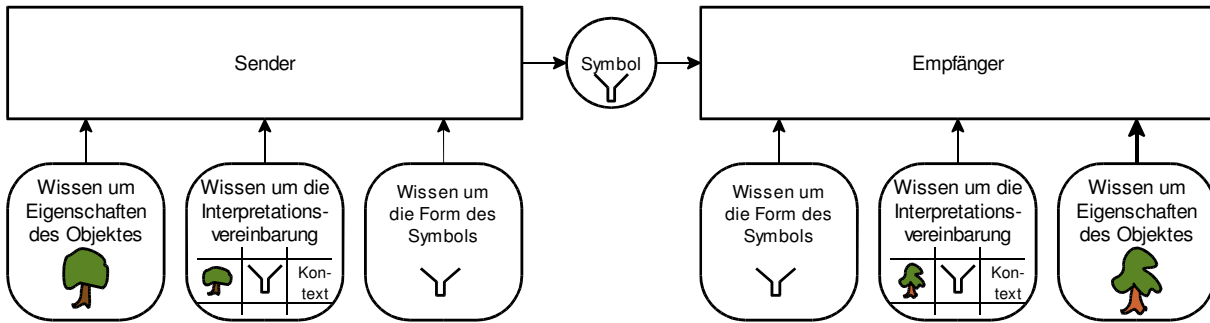 Sender
Symbol
Empfänger
Wissen um
Eigenschaften
des Objektes
Wissen um die
Interpretations-
vereinbarung
Kon-
text
Wissen um
die Form des
Symbols
Wissen um
die Form des
Symbols
Wissen um die
Interpretations-
vereinbarung
Kon-
text
Wissen um
Eigenschaften
des Objektes